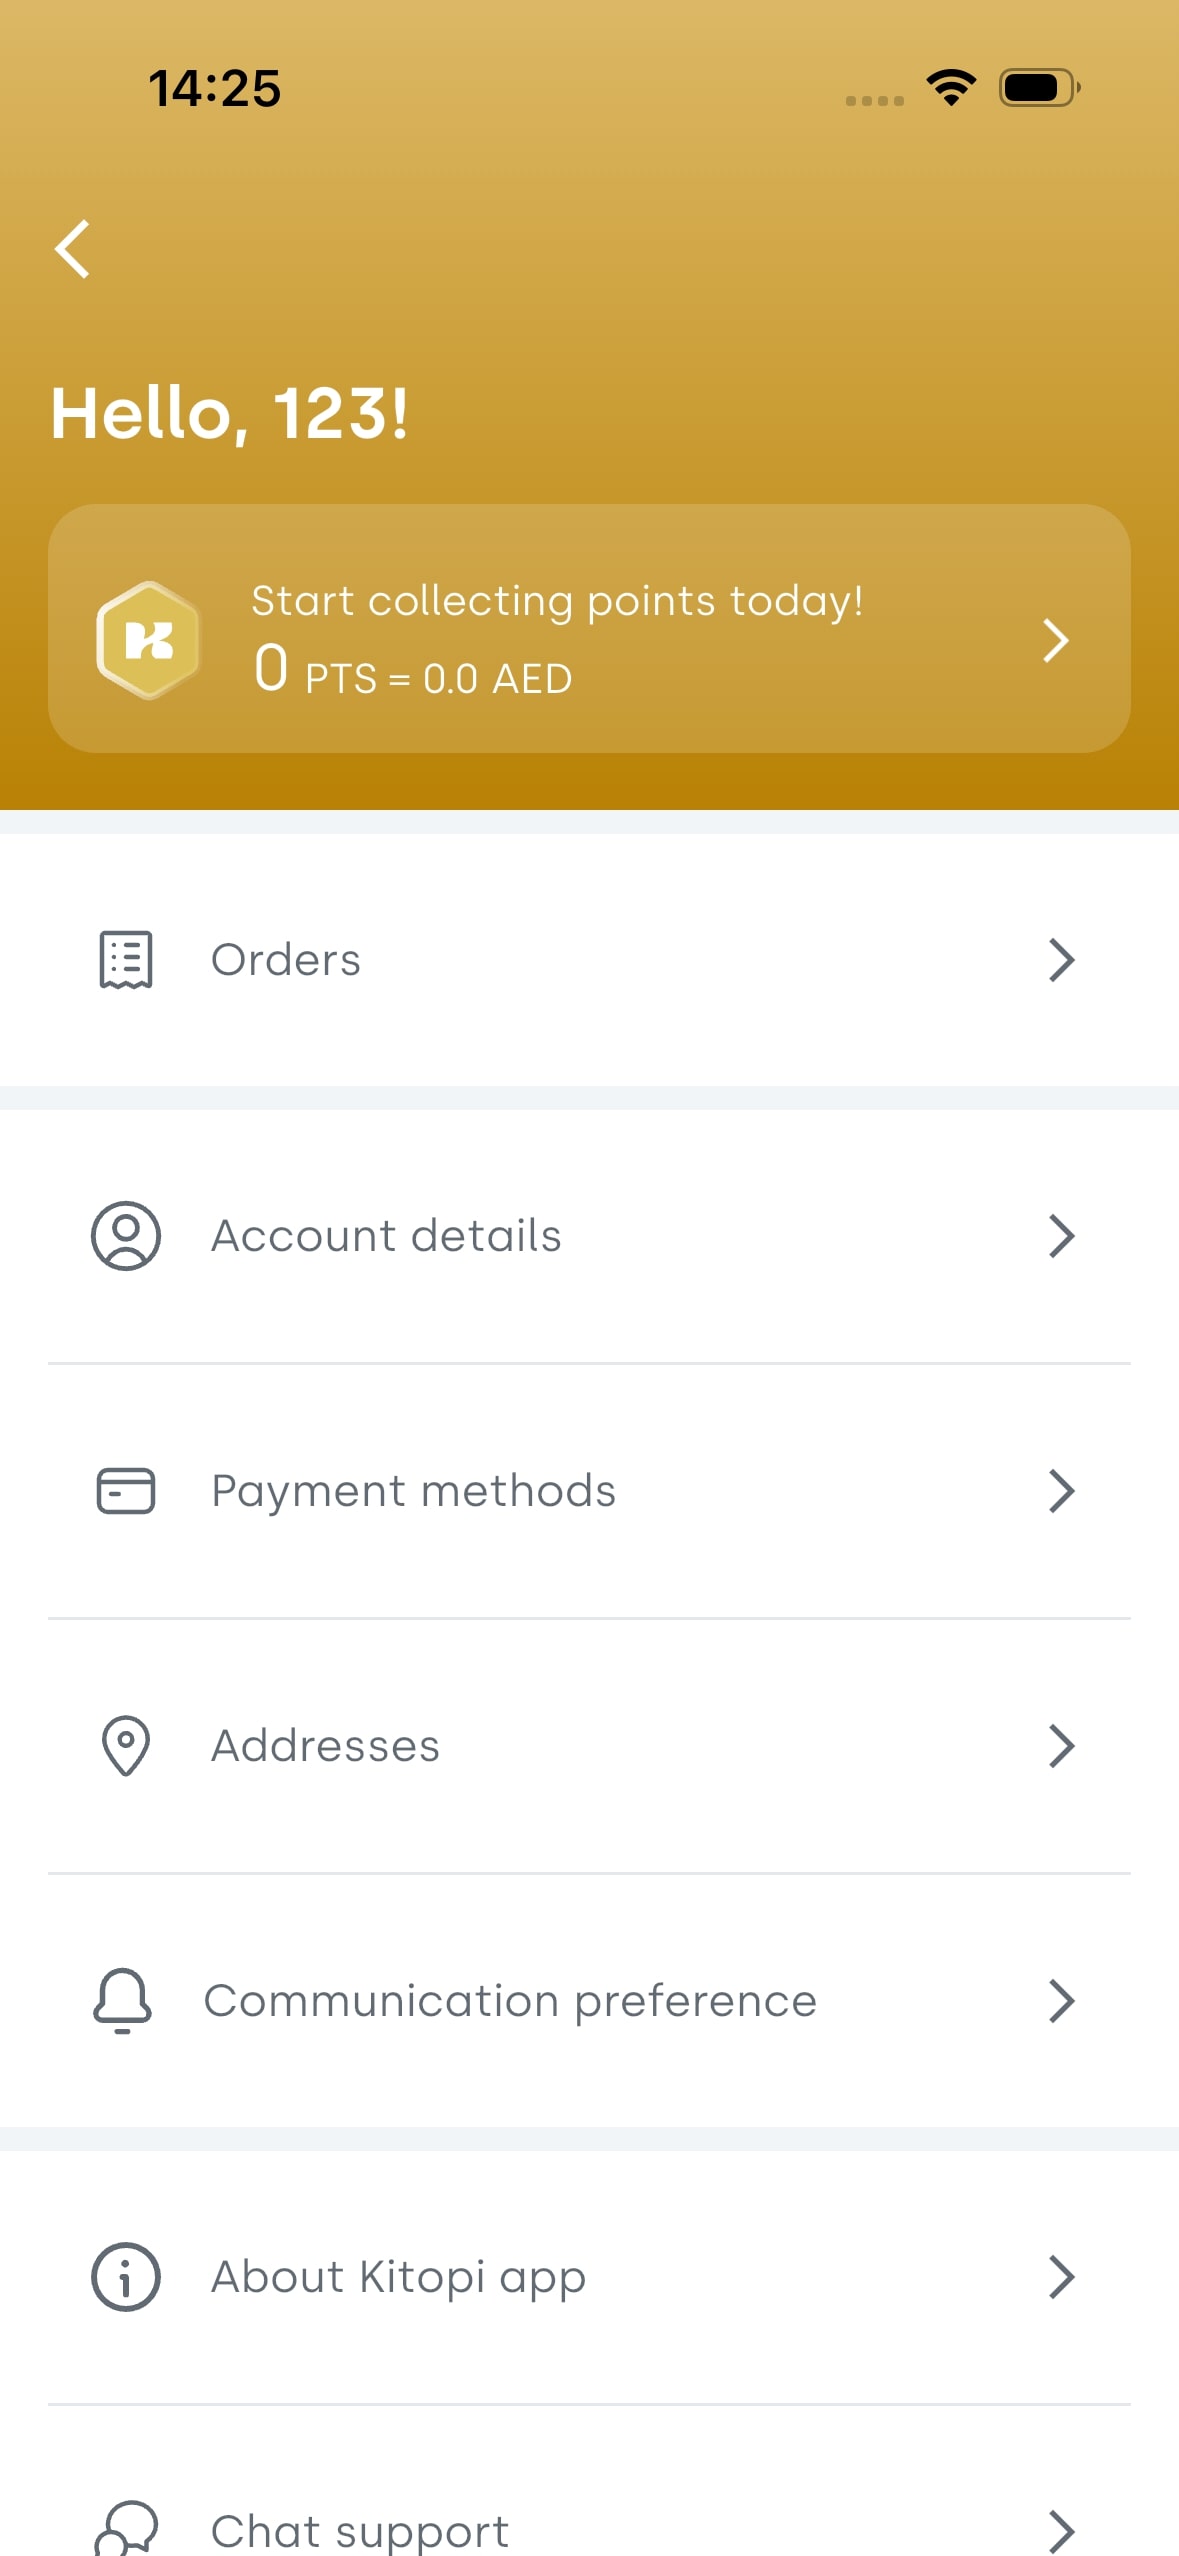 14:25
Hello, 123!
Start collecting points today!
0 PTS = 0.0 AED
Orders
Account details
Payment methods
Addresses
Communication preference
About Kitopi app
Chat support